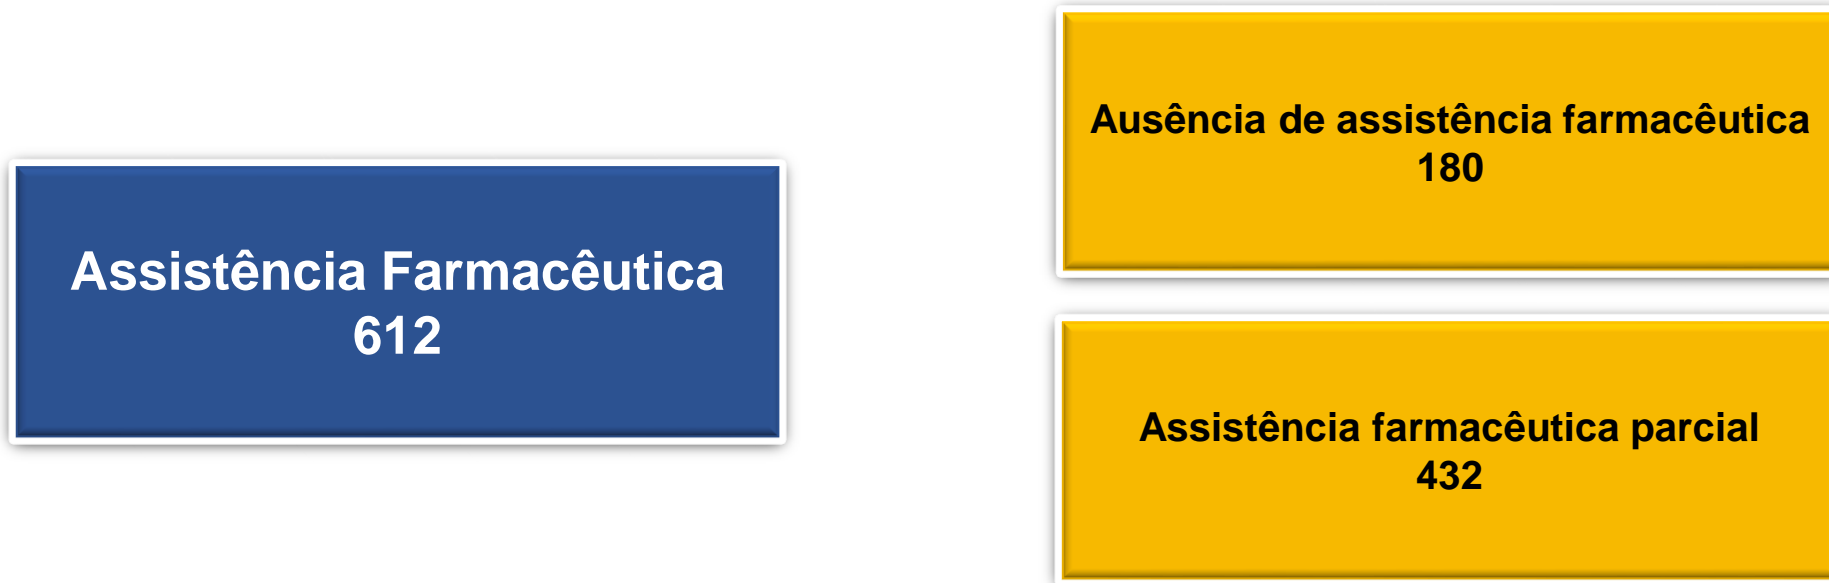 Assistência Farmacêutica
612
Ausência de assistência farmacêutica
180
Assistência farmacêutica parcial
432